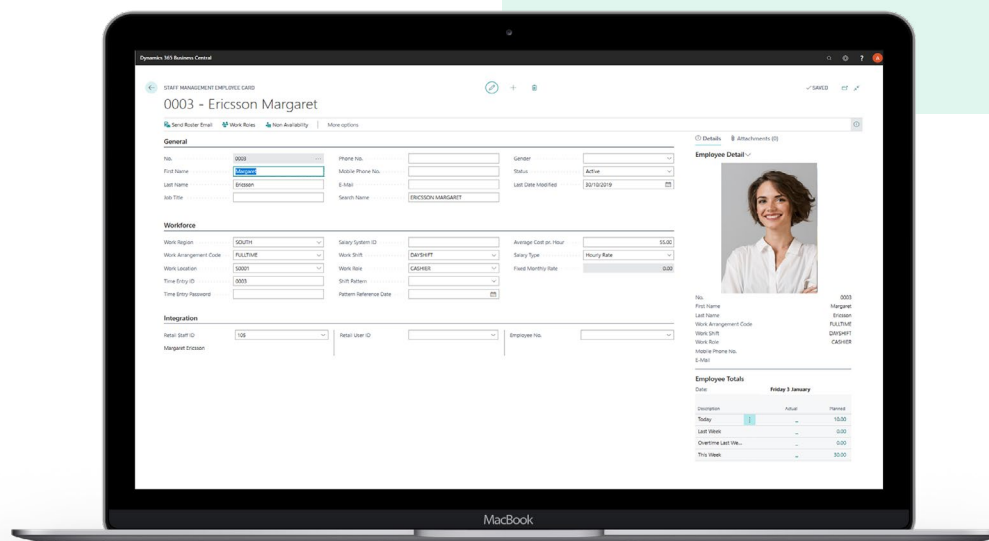 Dynamics 365 Business Central
?
STAFF MANAGEMENT EMPLOYEE CARD
✓ SAVED
0003 - Ericsson Margaret
Send Roster Email Work Roles Non Availability More options
Details Attachments (0)
General
No. 0003 Phone No. Gender
First Name Margaret Mobile Phone No. Status Active
Last Name Ericsson E-Mail Last Date Modified 30/10/2019
Job Title Search Name ERICSSON MARGARET
Workforce
Work Region SOUTH Salary System ID Average Cost pr. Hour 55.00
Work Arrangement Code FULLTIME Work Shift DAYSHIFT Salary Type Hourly Rate
Work Location S0001 Work Role CASHIER Fixed Monthly Rate 0.00
Time Entry ID 0003 Shift Pattern
Time Entry Password Pattern Reference Date
Integration
Retail Staff ID 105 Retail User ID Employee No.
Margaret Ericsson
Employee Detail
No. 0003
First Name Margaret
Last Name Ericsson
Work Arrangement Code FULLTIME
Work Shift DAYSHIFT
Work Role CASHIER
Mobile Phone No.
E-Mail
Employee Totals
Date: Friday 3 January
Description Actual Planned
Today _ 10.00
Last Week _ 0.00
Overtime Last We... _ 0.00
This Week _ 30.00
MacBook